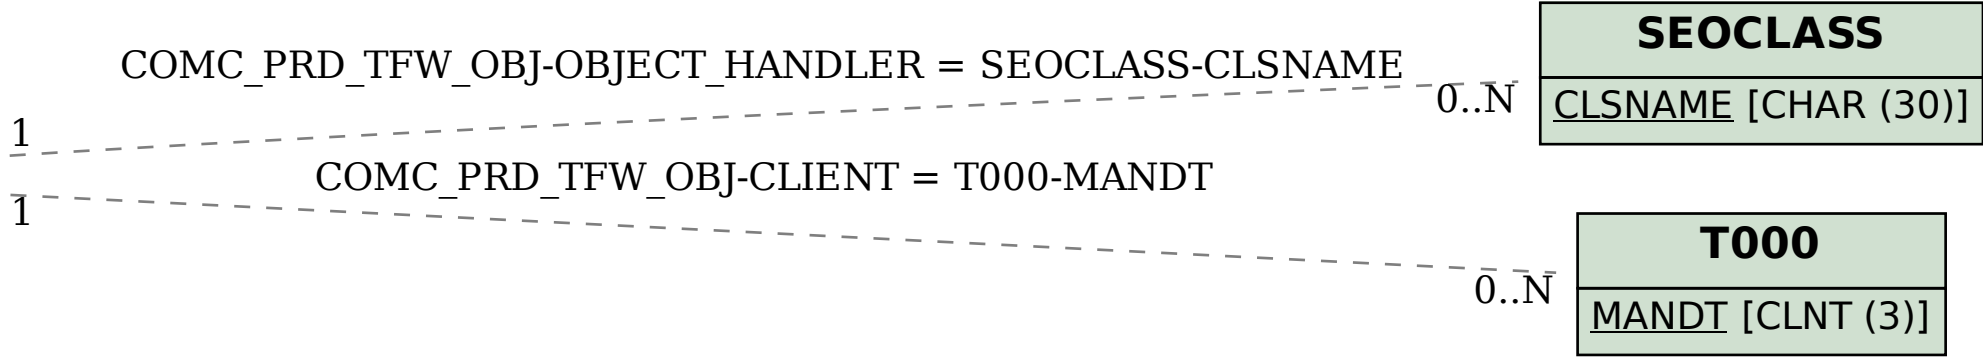 SEOCLASS
COMC_PRD_TFW_OBJ-OBJECT_HANDLER = SEOCLASS-CLSNAME
0..N
CLSNAME [CHAR (30)]
1
COMC_PRD_TFW_OBJ-CLIENT = T000-MANDT
1
T000
0..N
MANDT [CLNT (3)]